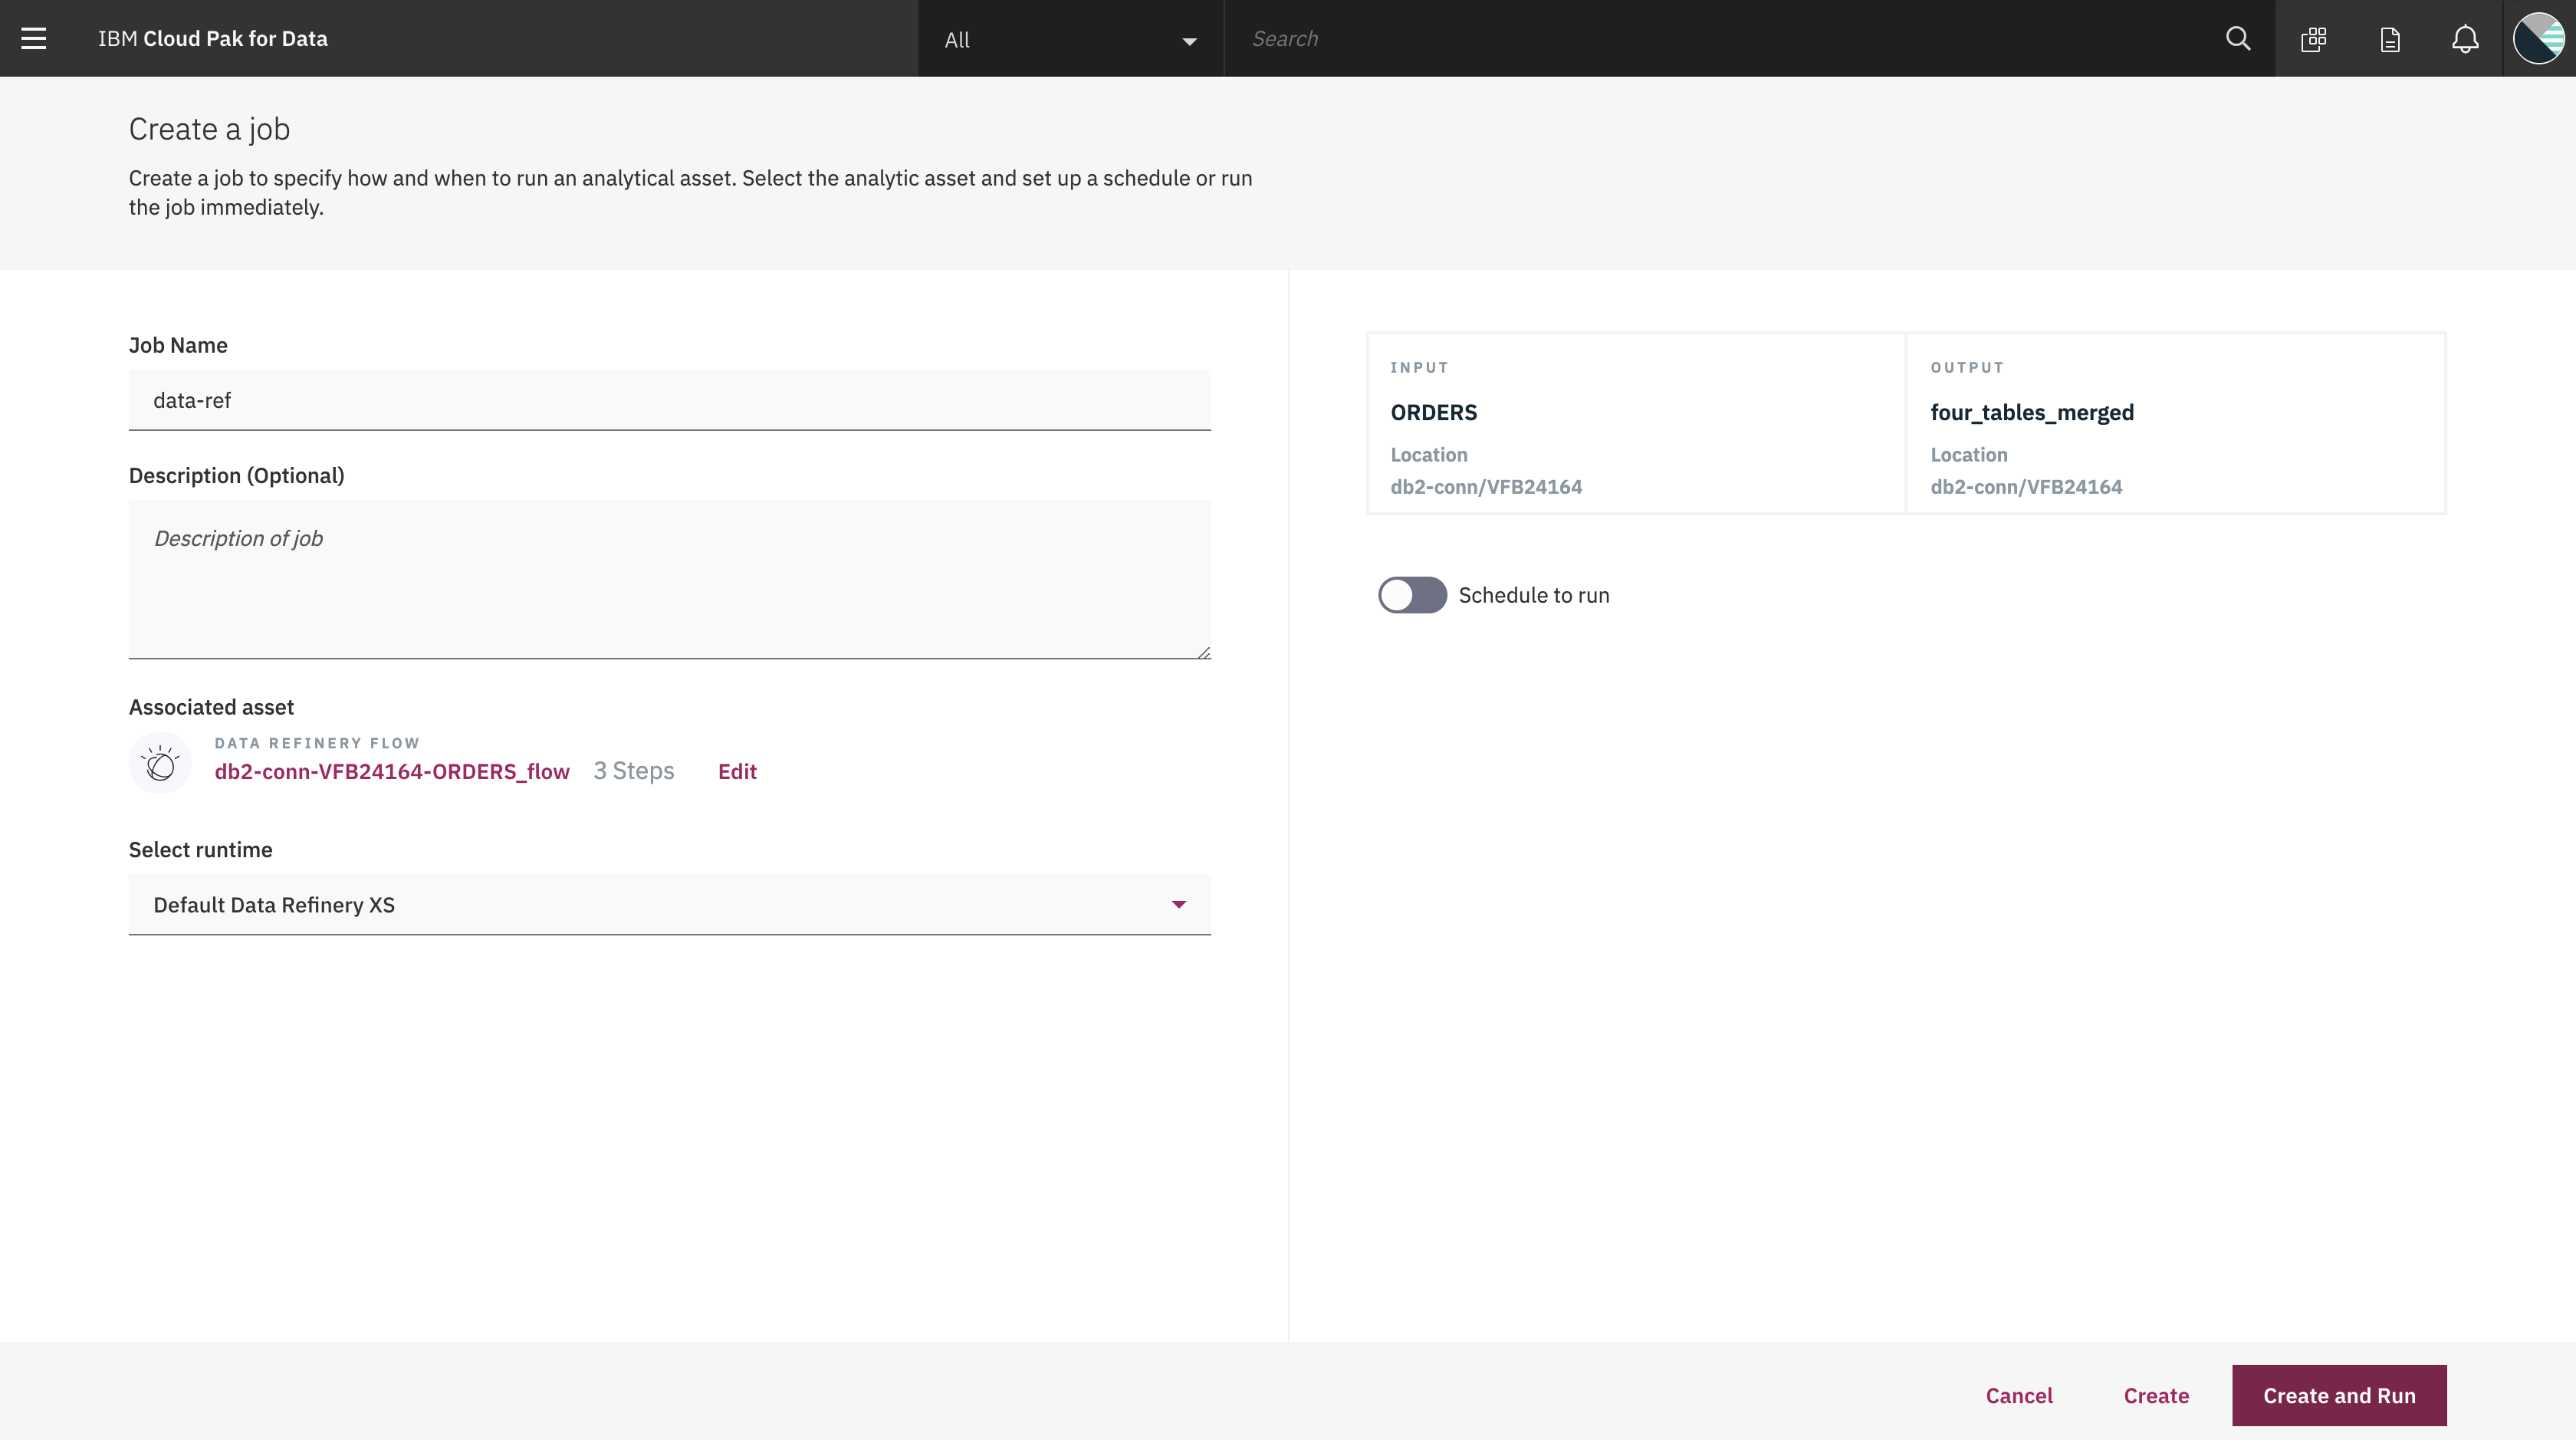 IBM Cloud Pak for Data
All
Search
Create a job
Create a job to specify how and when to run an analytical asset. Select the analytic asset and set up a schedule or run
the job immediately.
Job Name
data-ref
Description (Optional)
Description of job
Associated asset
DATA REFINERY FLOW
db2-conn-VFB24164-ORDERS_flow 3 Steps Edit
Select runtime
Default Data Refinery XS
INPUT
ORDERS
Location
db2-conn/VFB24164
OUTPUT
four_tables_merged
Location
db2-conn/VFB24164
Schedule to run
Cancel
Create
Create and Run